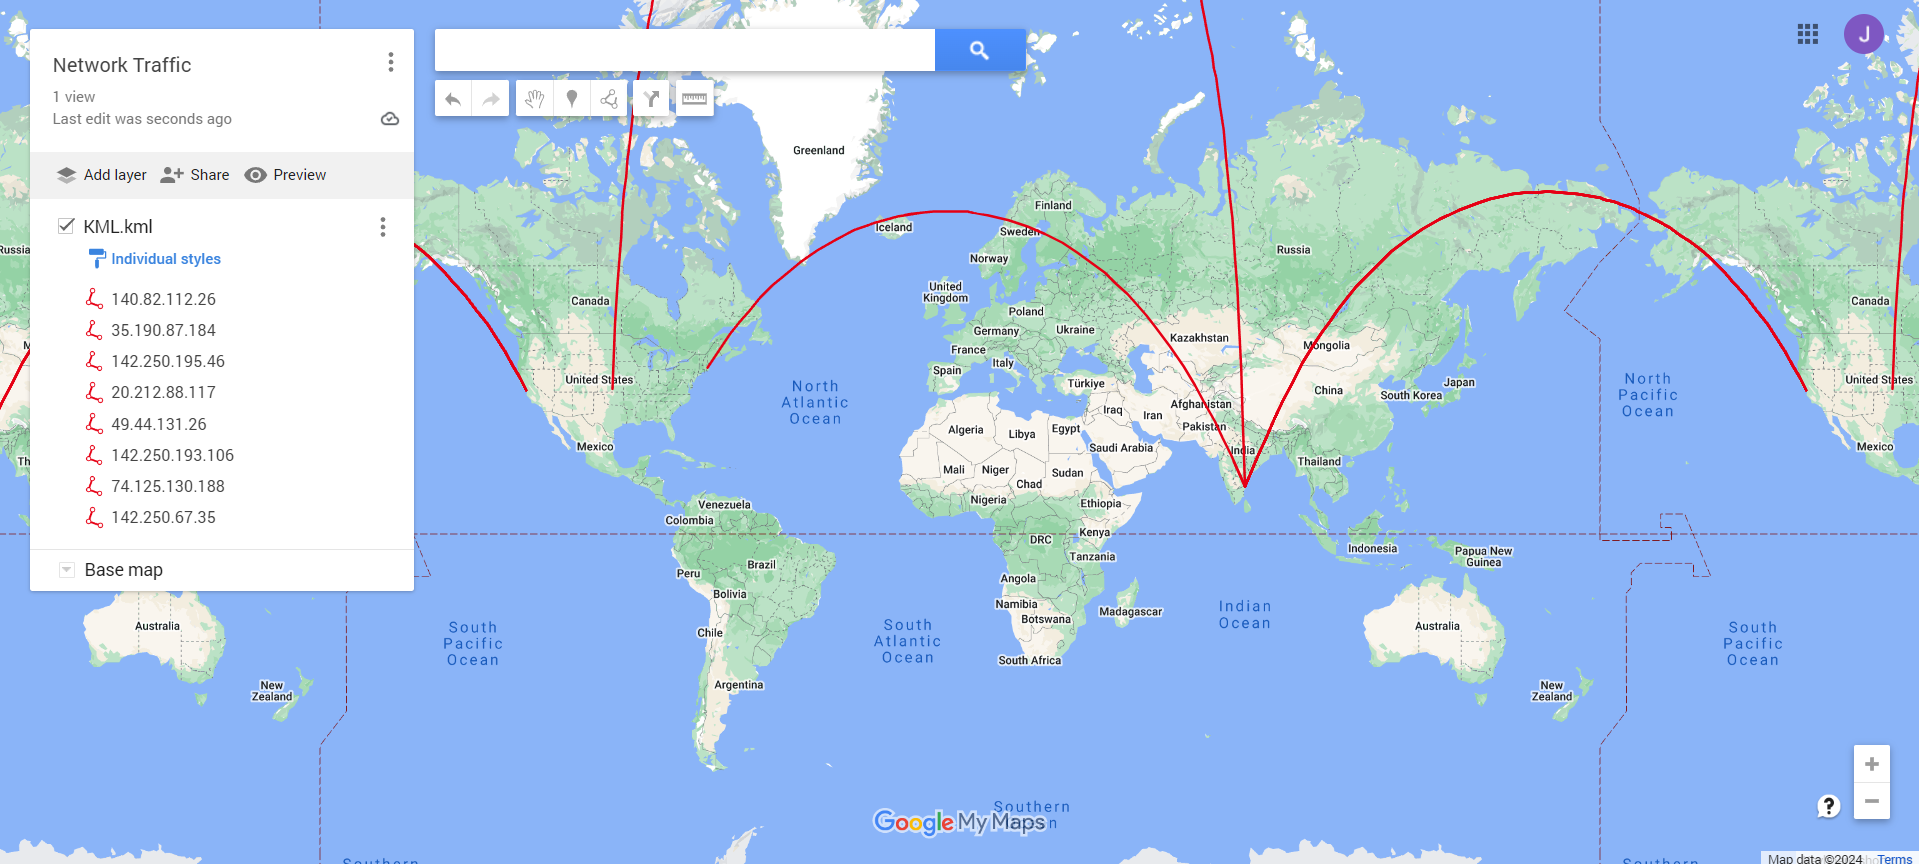 Network Traffic
1 view
Last edit was seconds ago
Add layer
Share
Preview
KML.kml
Individual styles
140.82.112.26
35.190.87.184
142.250.195.46
20.212.88.117
49.44.131.26
142.250.193.106
74.125.130.188
142.250.67.35
Base map
J
Greenland
Iceland
Finland
Sweden
Norway
Russia
Russia
United
Kingdom
Poland
Germany
Ukraine
France
Italy
Spain
Türkiye
Kazakhstan
Mongolia
China
Japan
South Korea
Afghanistan
Pakistan
Iraq
Iran
India
Thailand
Canada
United States
Mexico
Canada
United States
Mexico
North
Atlantic
Ocean
North
Pacific
Ocean
Algeria
Libya
Egypt
Saudi Arabia
Mali
Niger
Sudan
Chad
Nigeria
Ethiopia
DRC
Kenya
Tanzania
Angola
Namibia
Botswana
Madagascar
South Africa
Venezuela
Colombia
Peru
Brazil
Bolivia
Chile
Argentina
Indonesia
Papua New
Guinea
Indian
Ocean
South
Atlantic
Ocean
South
Pacific
Ocean
South
Pacific
Ocean
Australia
Australia
New
Zealand
New
Zealand
Th
M
Southern
Google My Maps
Southern
Southern
?
Map data ©2024
Terms